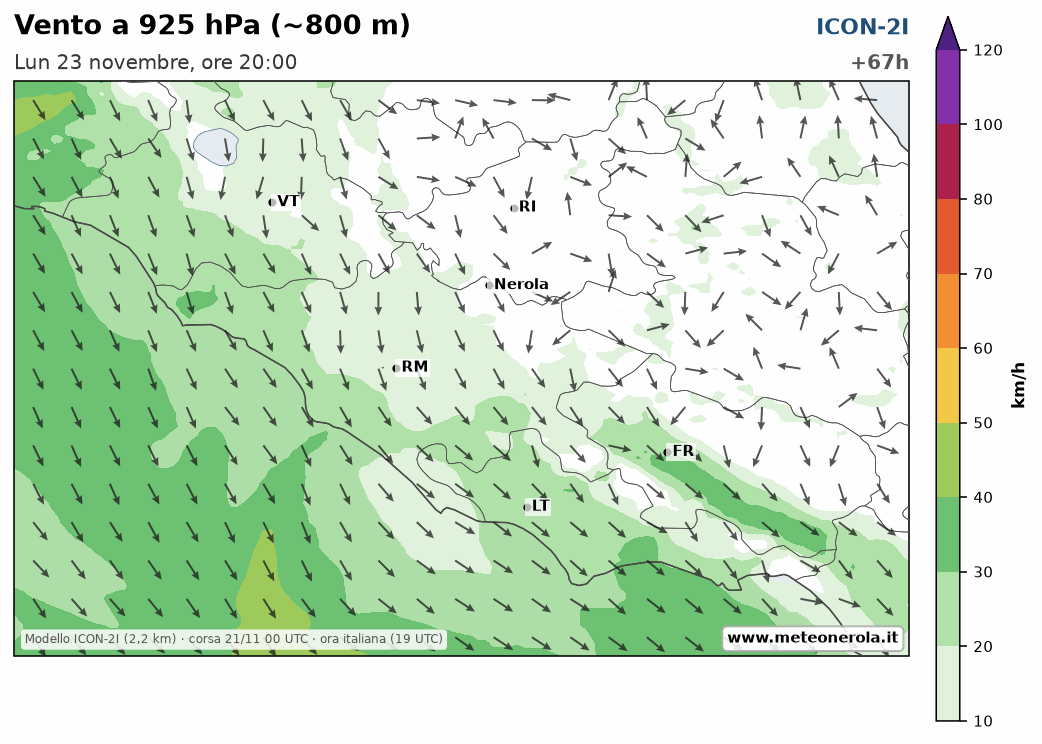 Vento a 925 hPa (~800 m)
ICON-2I
Lun 23 novembre, ore 20:00
+67h
VT
RI
Nerola
RM
FR
LT
120
100
80
70
60
50
40
30
20
10
km/h
Modello ICON-2I (2,2 km) · corsa 21/11 00 UTC · ora italiana (19 UTC)
www.meteonerola.it